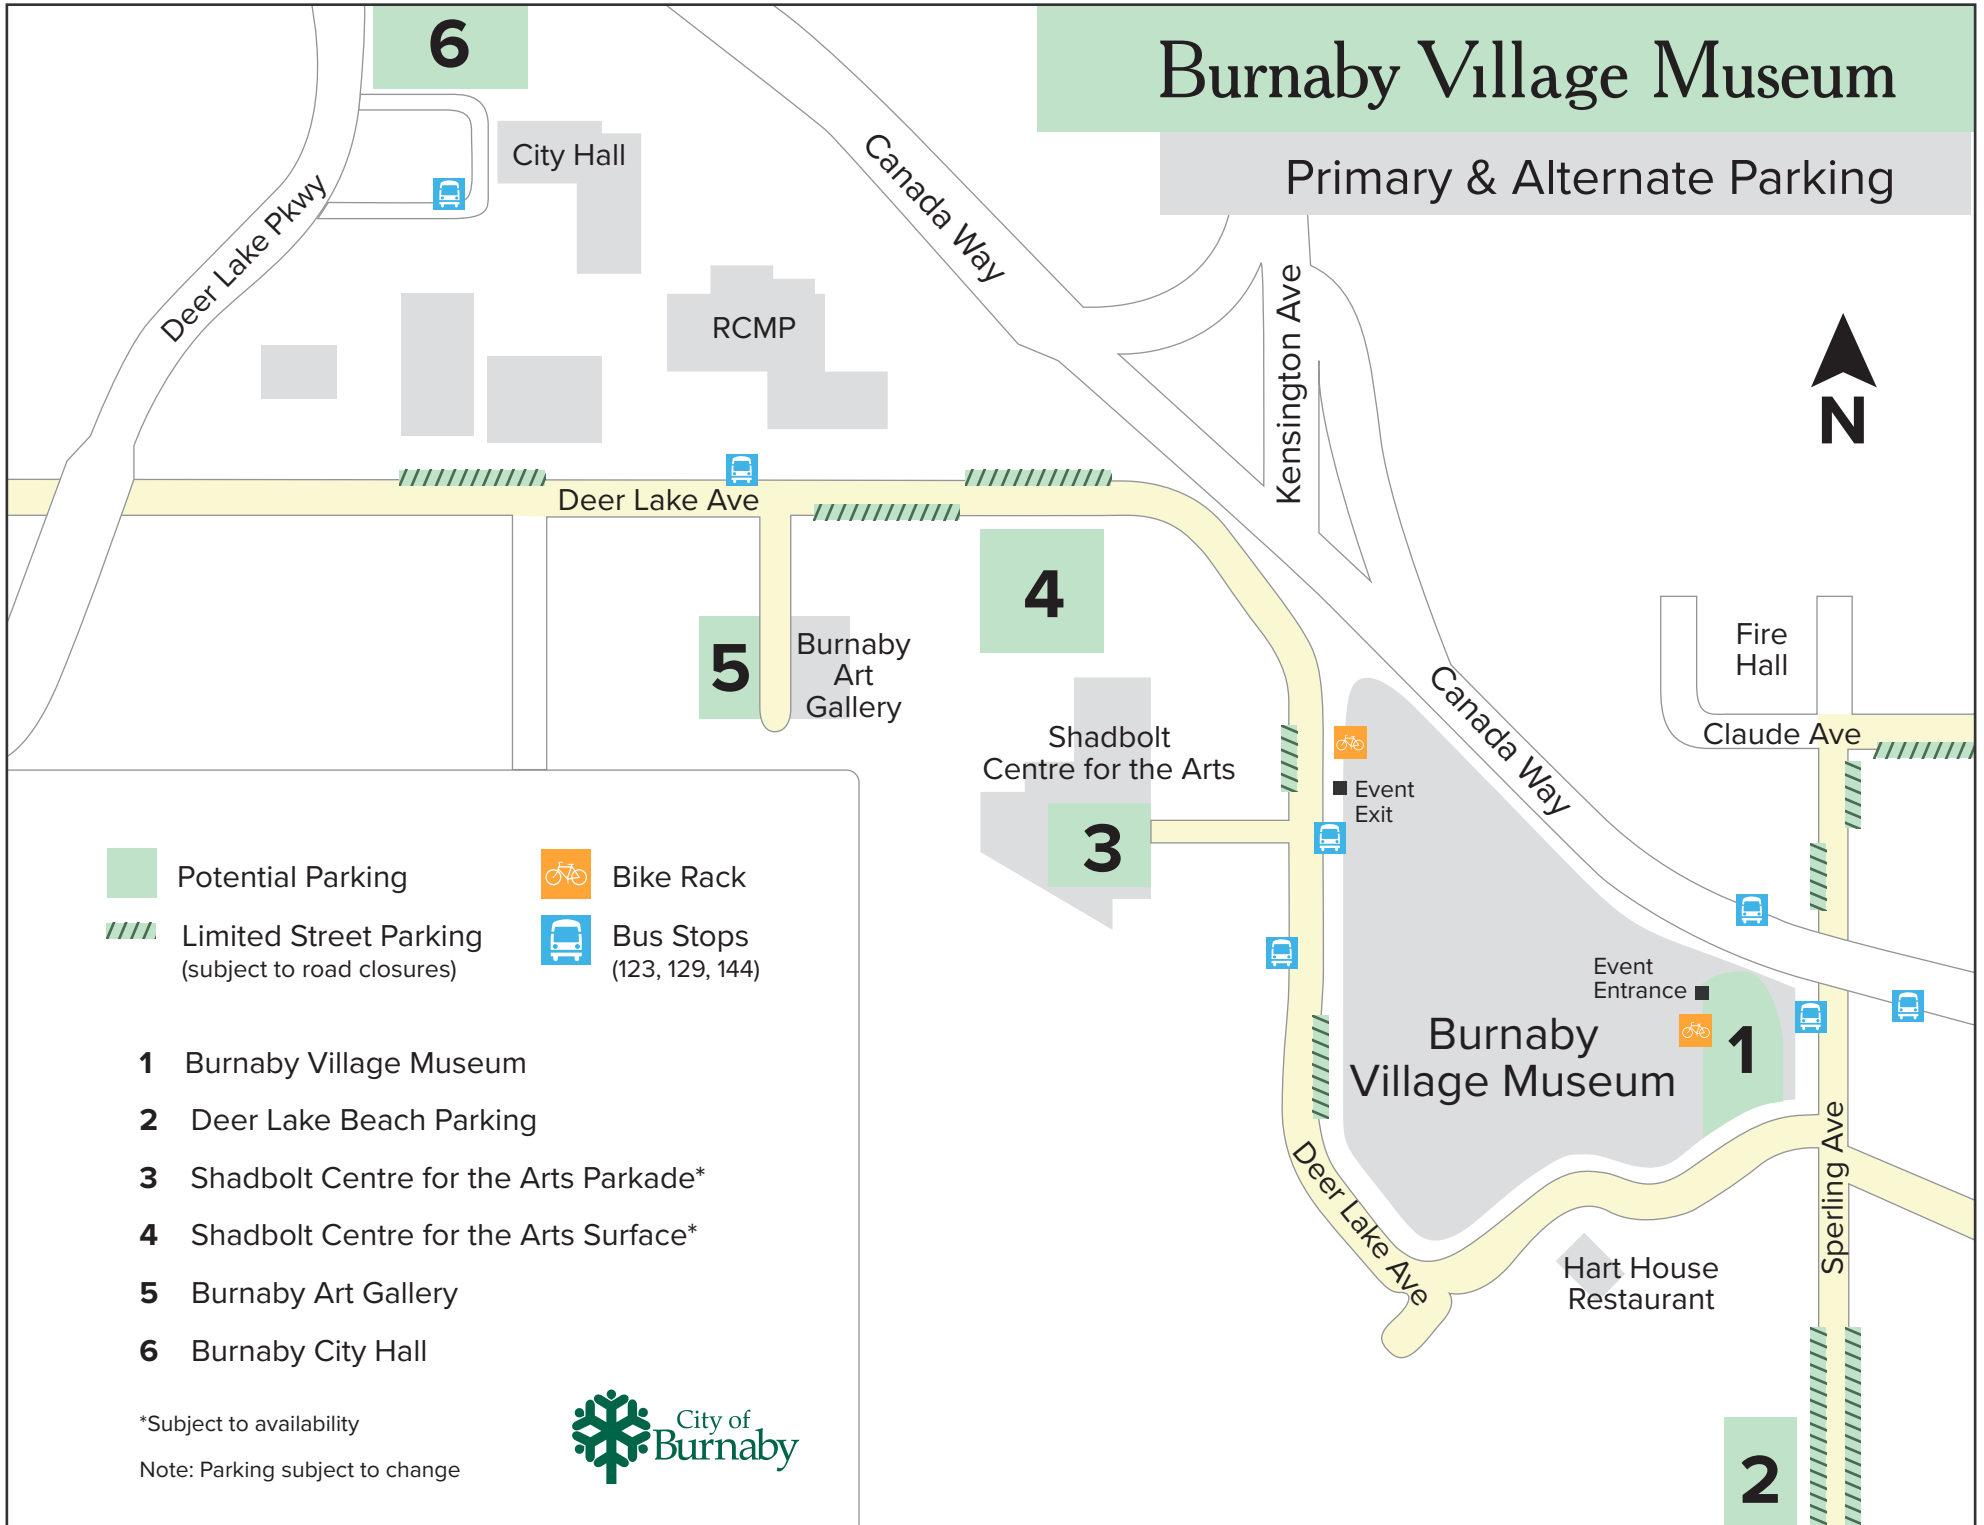 Burnaby Village Museum
Primary & Alternate Parking
6
City Hall
Deer Lake Pkwy
Canada Way
Kensington Ave
RCMP
N
Deer Lake Ave
4
5
Burnaby
Art
Gallery
Fire
Hall
Claude Ave
Canada Way
Shadbolt
Centre for the Arts
3
Event
Exit
Event
Entrance
Burnaby
Village Museum
1
Deer Lake Ave
Sperling Ave
Hart House
Restaurant
2
Potential Parking
Bike Rack
Limited Street Parking
(subject to road closures)
Bus Stops
(123, 129, 144)
1 Burnaby Village Museum
2 Deer Lake Beach Parking
3 Shadbolt Centre for the Arts Parkade*
4 Shadbolt Centre for the Arts Surface*
5 Burnaby Art Gallery
6 Burnaby City Hall
*Subject to availability
Note: Parking subject to change
City of
Burnaby